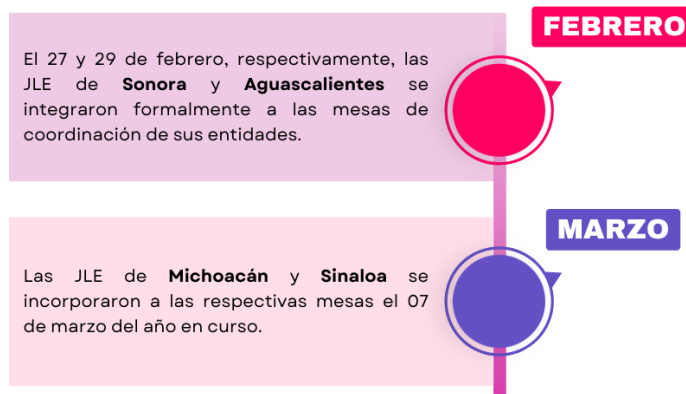 FEBRERO
El 27 y 29 de febrero, respectivamente, las
JLE de Sonora y Aguascalientes se
integraron formalmente a las mesas de
coordinación de sus entidades.
MARZO
Las JLE de Michoacán y Sinaloa se
incorporaron a las respectivas mesas el 07
de marzo del año en curso.